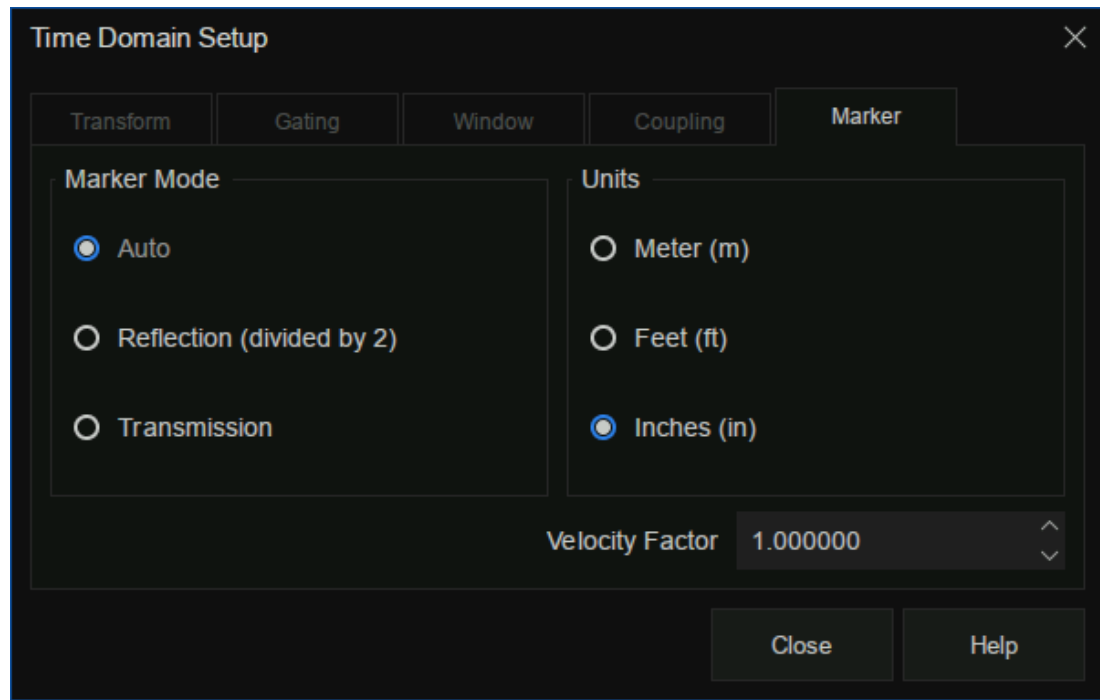 Time Domain Setup
Transform Gating Window Coupling Marker
Marker Mode
Auto
Reflection (divided by 2)
Transmission
Units
Meter (m)
Feet (ft)
Inches (in)
Velocity Factor 1.000000
Close Help